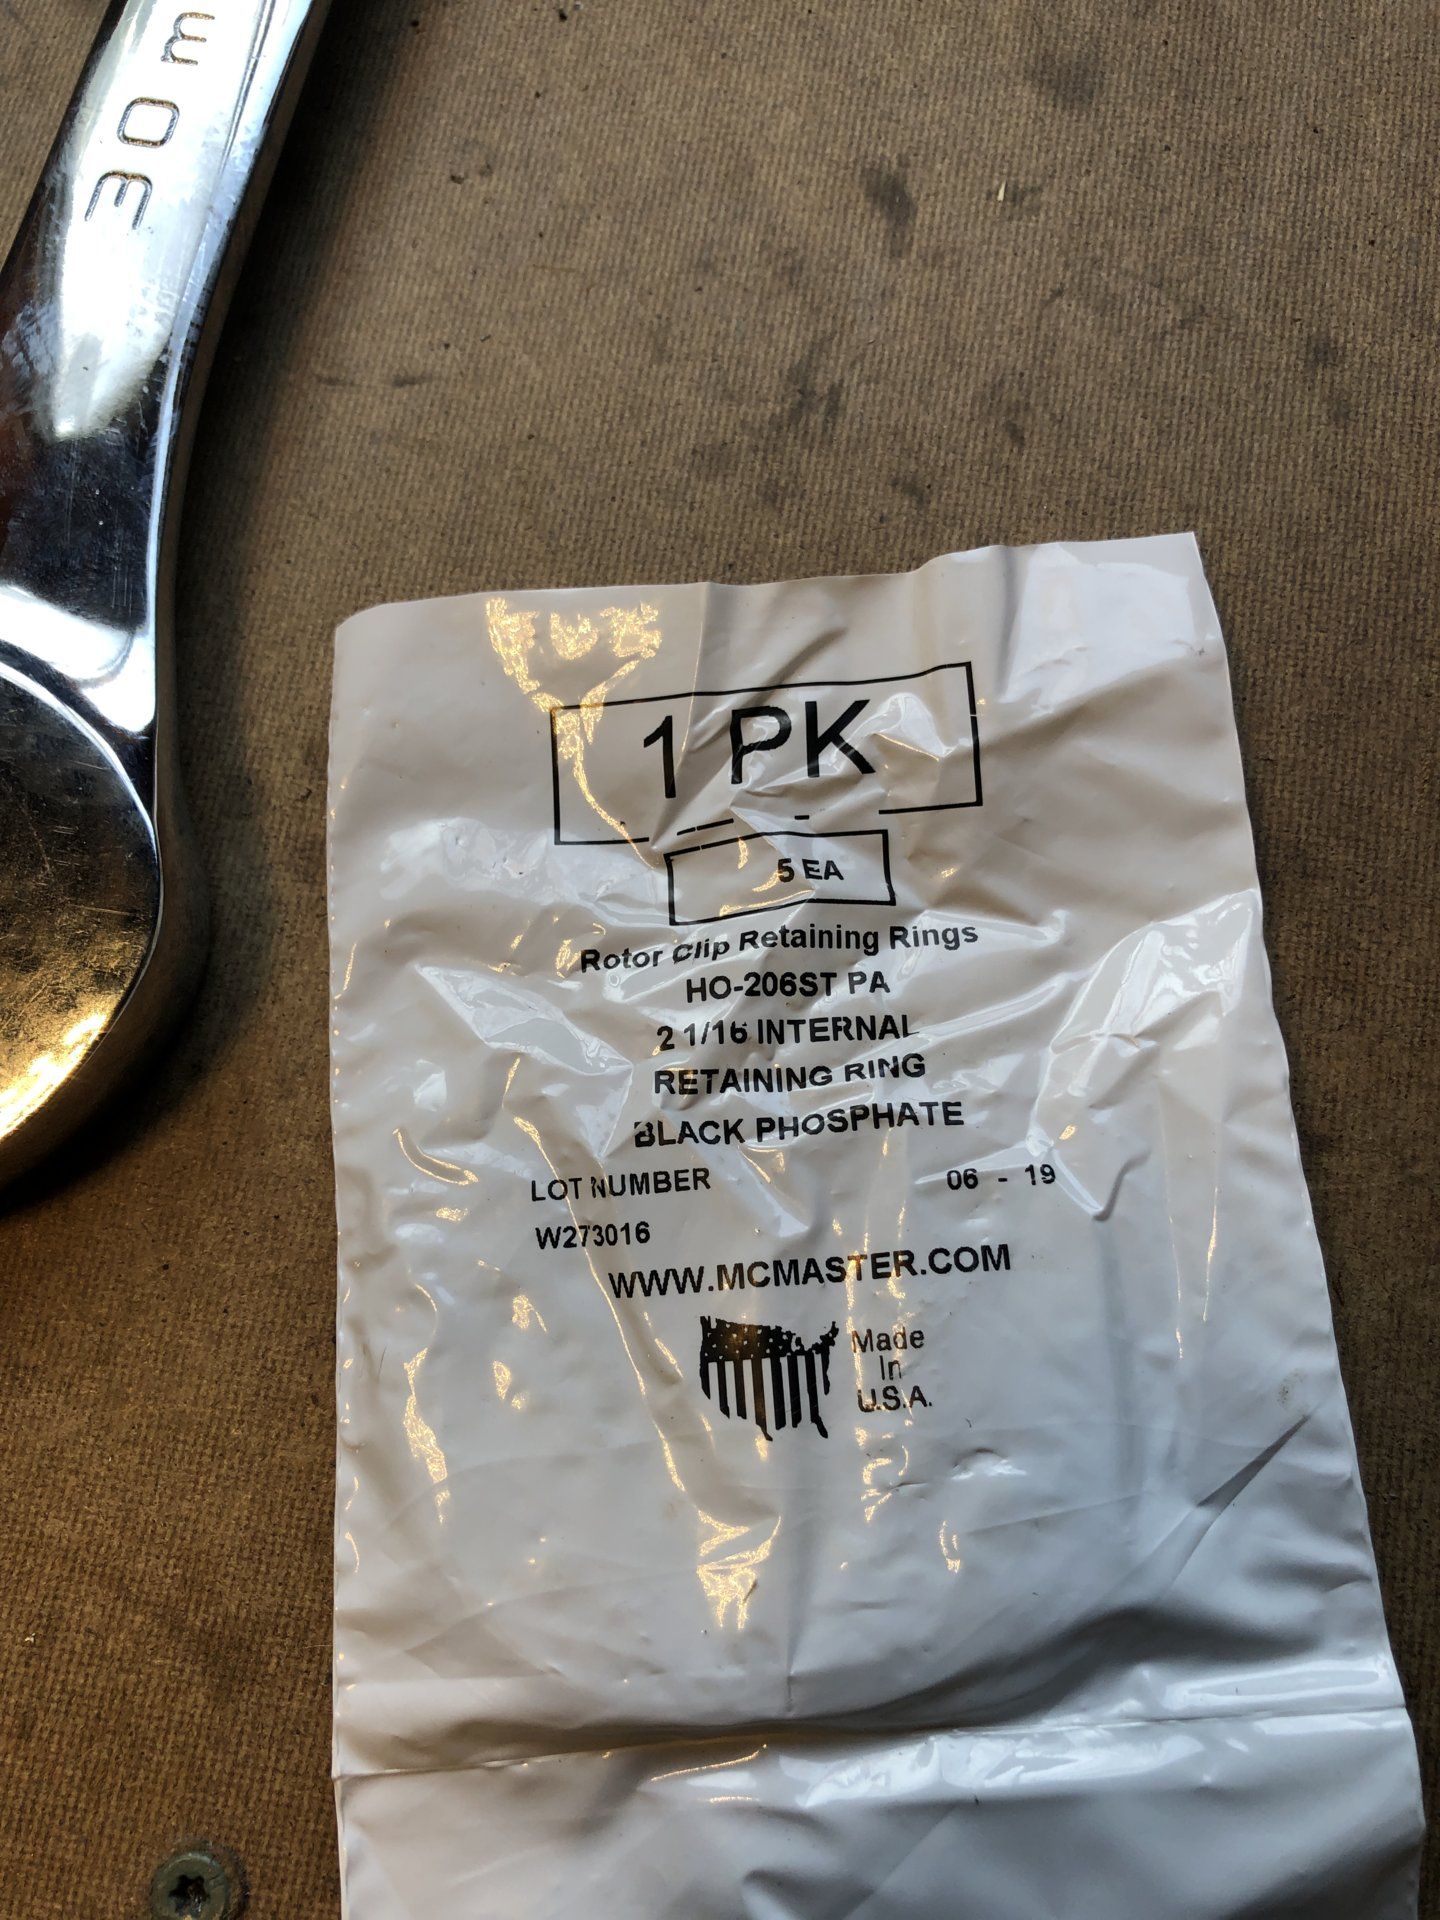 30m
1 PK
5 EA
Rotor Clip Retaining Rings
HO-206ST PA
2 1/16 INTERNAL
RETAINING RING
BLACK PHOSPHATE
LOT NUMBER 06 - 19
W273016
WWW.MCMASTER.COM
Made
In
U.S.A.